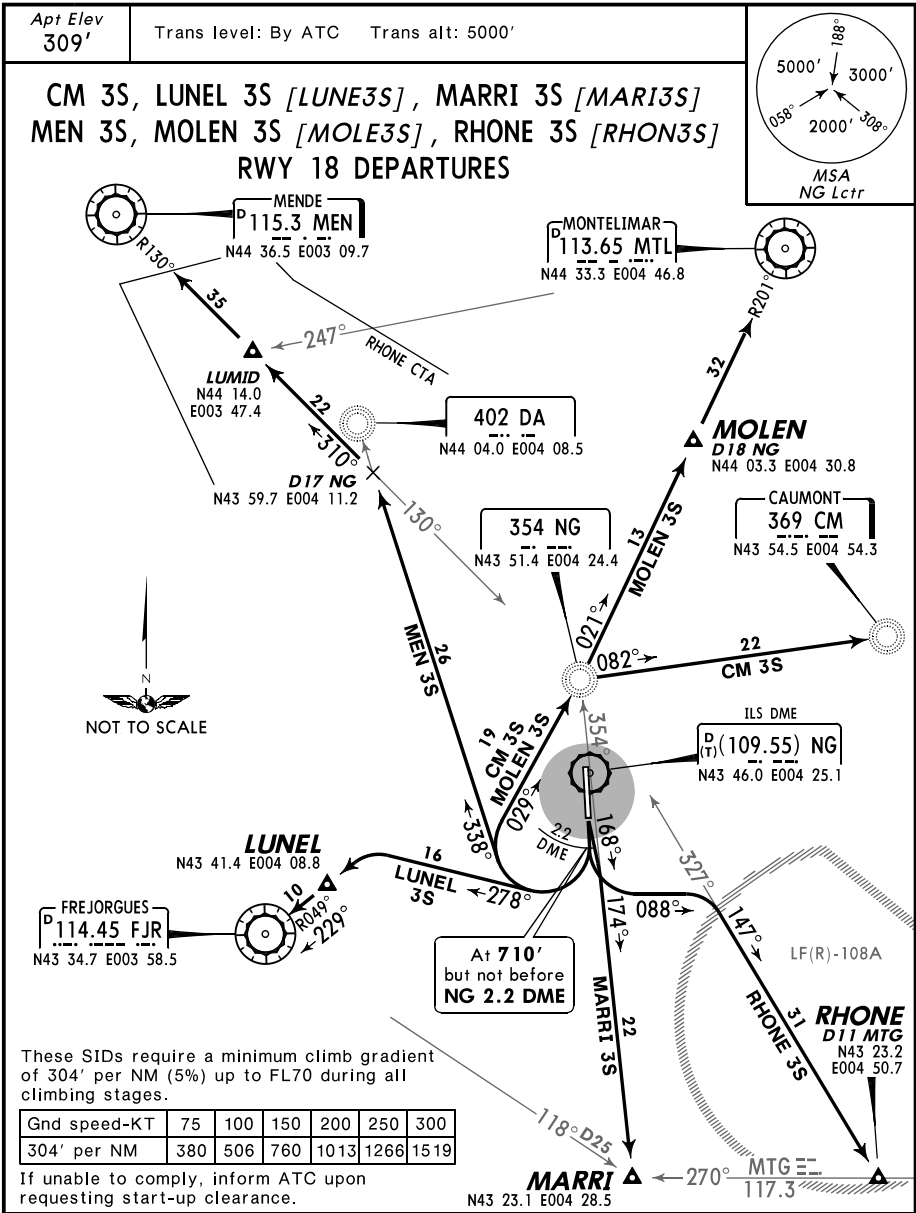 Apt Elev
309'
Trans level: By ATC Trans alt: 5000'
188°
5000'
3000'
058°
308°
2000'
MSA
NG Lctr
CM 3S, LUNEL 3S [LUNE3S] , MARRI 3S [MARI3S]
MEN 3S, MOLEN 3S [MOLE3S] , RHONE 3S [RHON3S]
RWY 18 DEPARTURES
MENDE
D 115.3 MEN
N44 36.5 E003 09.7
MONTELIMAR
D 113.65 MTL
N44 33.3 E004 46.8
R130°
35
R201°
247°
RHONE CTA
32
LUMID
N44 14.0
E003 47.4
22
310°
402 DA
N44 04.0 E004 08.5
MOLEN
D18 NG
N44 03.3 E004 30.8
D17 NG
N43 59.7 E004 11.2
130°
354 NG
N43 51.4 E004 24.4
13
MOLEN 3S
CAUMONT
369 CM
N43 54.5 E004 54.3
26
MEN 3S
021°
082°
22
CM 3S
N
NOT TO SCALE
19
CM 3S
MOLEN 3S
354°
ILS DME
D
(T) (109.55) NG
N43 46.0 E004 25.1
029°
338°
2.2
DME
168°
327°
LUNEL
N43 41.4 E004 08.8
16
LUNEL
3S
278°
10
R049°
229°
174°
088°
147°
FREJORGUES
D 114.45 FJR
N43 34.7 E003 58.5
At 710'
but not before
NG 2.2 DME
LF(R)-108A
22
MARRI 3S
31
RHONE 3S
RHONE
D11 MTG
N43 23.2
E004 50.7
These SIDs require a minimum climb gradient
of 304' per NM (5%) up to FL70 during all
climbing stages.
Gnd speed-KT 75 100 150 200 250 300
304' per NM 380 506 760 1013 1266 1519
If unable to comply, inform ATC upon
requesting start-up clearance.
118° D25
MARRI
N43 23.1 E004 28.5
270°
MTG
117.3